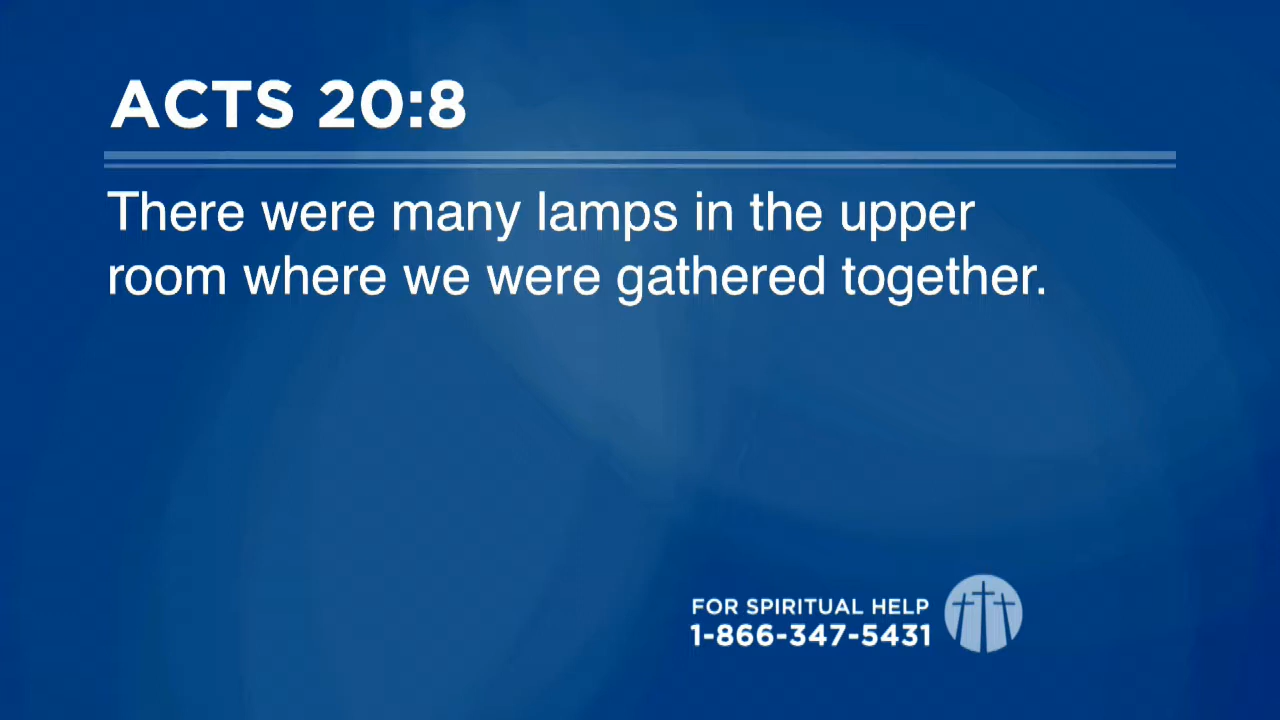 ACTS 20:8
There were many lamps in the upper
room where we were gathered together.
FOR SPIRITUAL HELP
1-866-347-5431